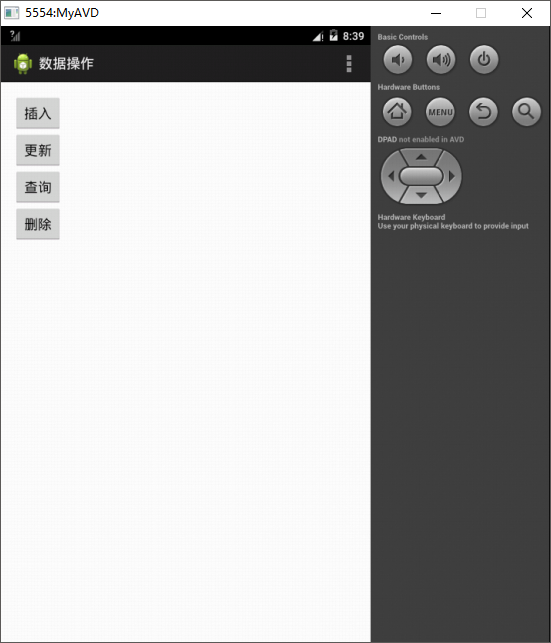 5554:MyAVD
8:39
数据操作
插入
更新
查询
删除
Basic Controls
Hardware Buttons
MENU
DPAD not enabled in AVD
Hardware Keyboard
Use your physical keyboard to provide input